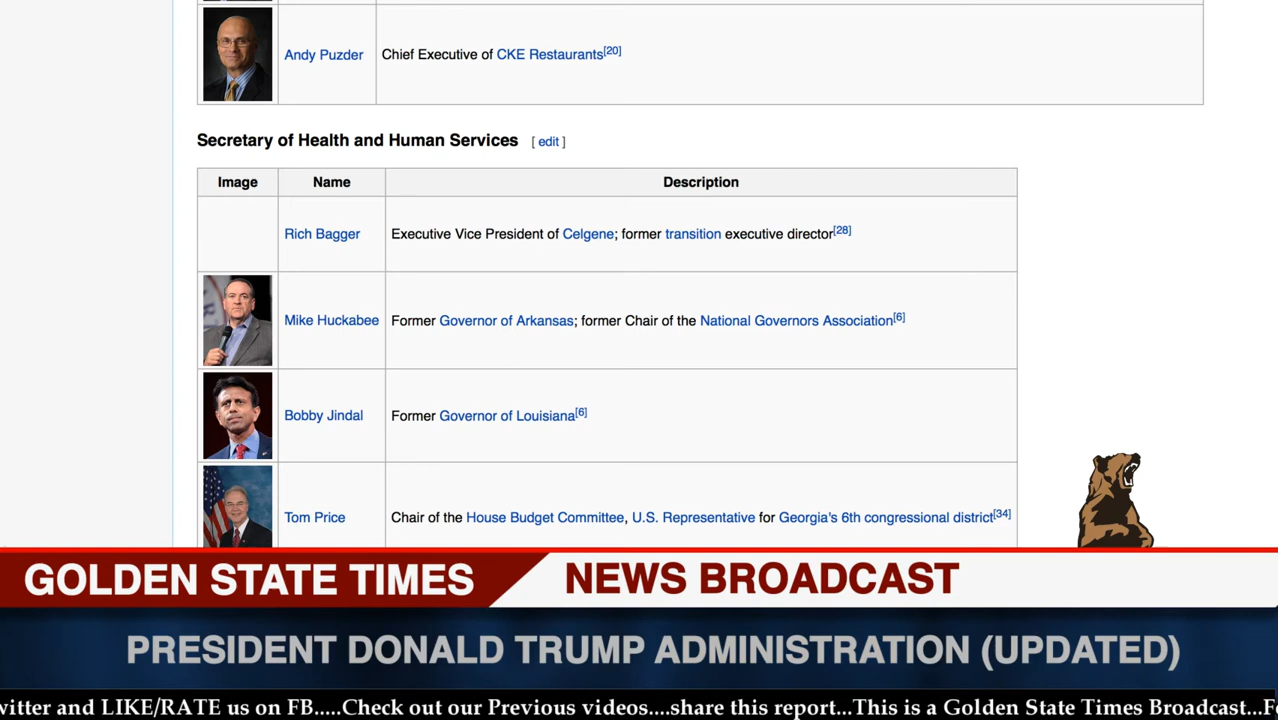 Andy Puzder Chief Executive of CKE Restaurants[20]
Secretary of Health and Human Services [ edit ]
Image Name Description
Rich Bagger Executive Vice President of Celgene; former transition executive director[28]
Mike Huckabee Former Governor of Arkansas; former Chair of the National Governors Association[6]
Bobby Jindal Former Governor of Louisiana[6]
Tom Price Chair of the House Budget Committee, U.S. Representative for Georgia's 6th congressional district[34]
GOLDEN STATE TIMES NEWS BROADCAST
PRESIDENT DONALD TRUMP ADMINISTRATION (UPDATED)
witter and LIKE/RATE us on FB.....Check out our Previous videos....share this report...This is a Golden State Times Broadcast...F